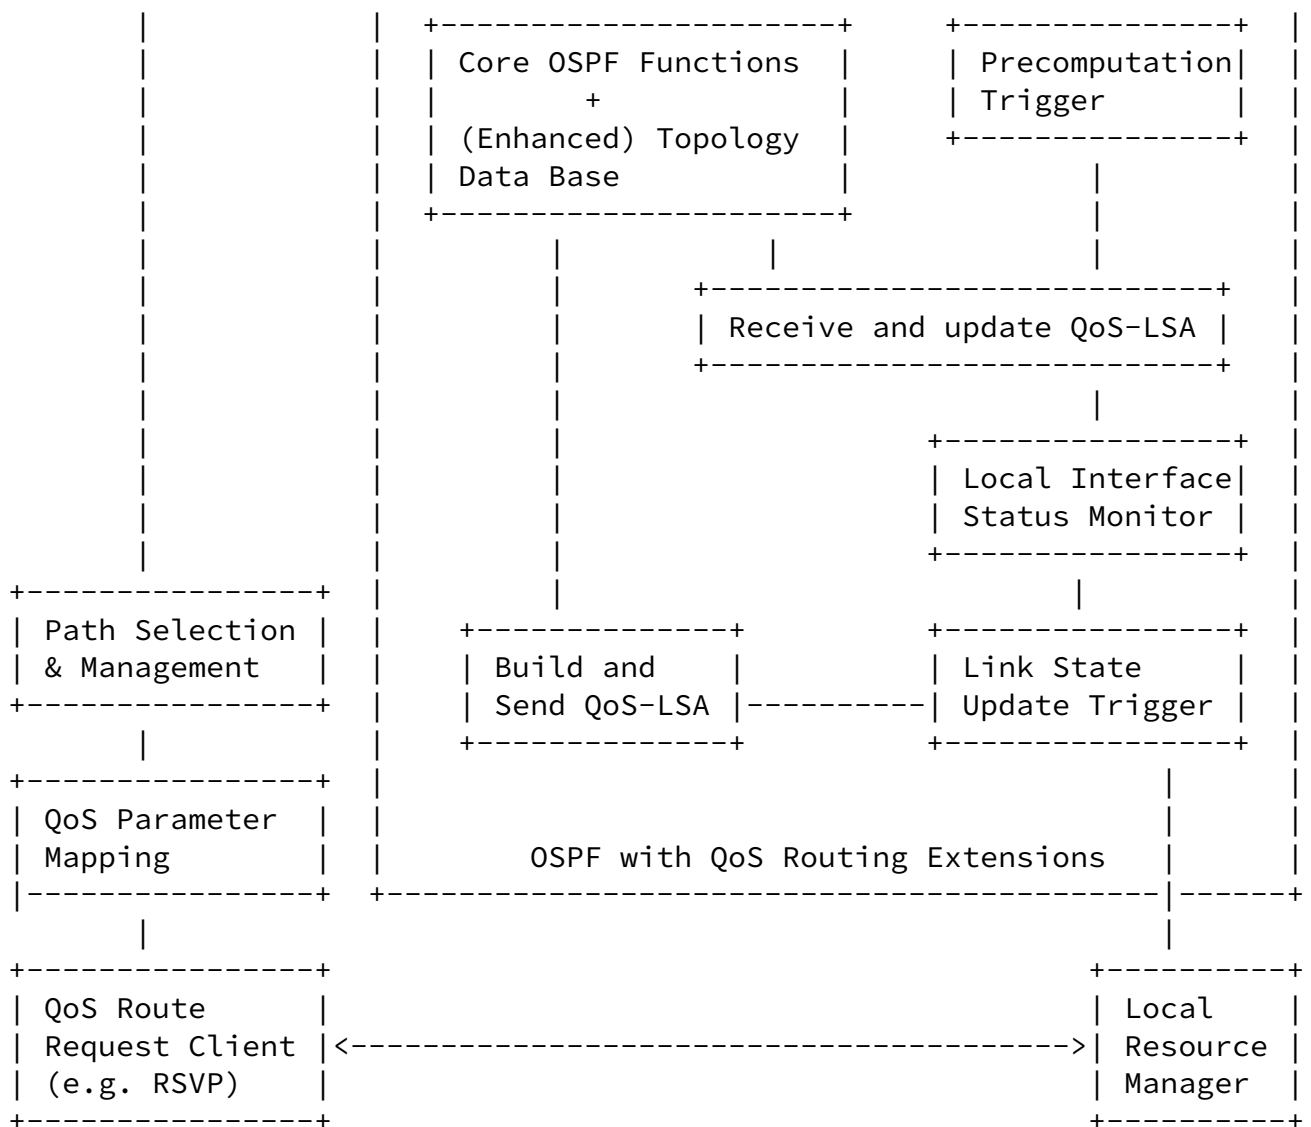 Core OSPF Functions
+
(Enhanced) Topology
Data Base
Precomputation
Trigger
Receive and update QoS-LSA
Local Interface
Status Monitor
Path Selection
& Management
Build and
Send QoS-LSA
Link State
Update Trigger
QoS Parameter
Mapping
OSPF with QoS Routing Extensions
QoS Route
Request Client
(e.g. RSVP)
Local
Resource
Manager